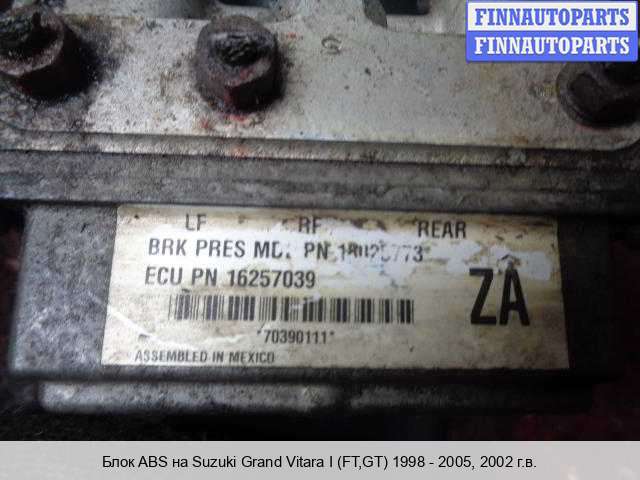 FINNAUTOPARTS
FINNAUTOPARTS
LF RF REAR
BRK PRES PN
ECU PN 16257039
ZA
*70390111*
ASSEMBLED IN MEXICO
Блок ABS на Suzuki Grand Vitara I (FT,GT) 1998 - 2005, 2002 г.в.